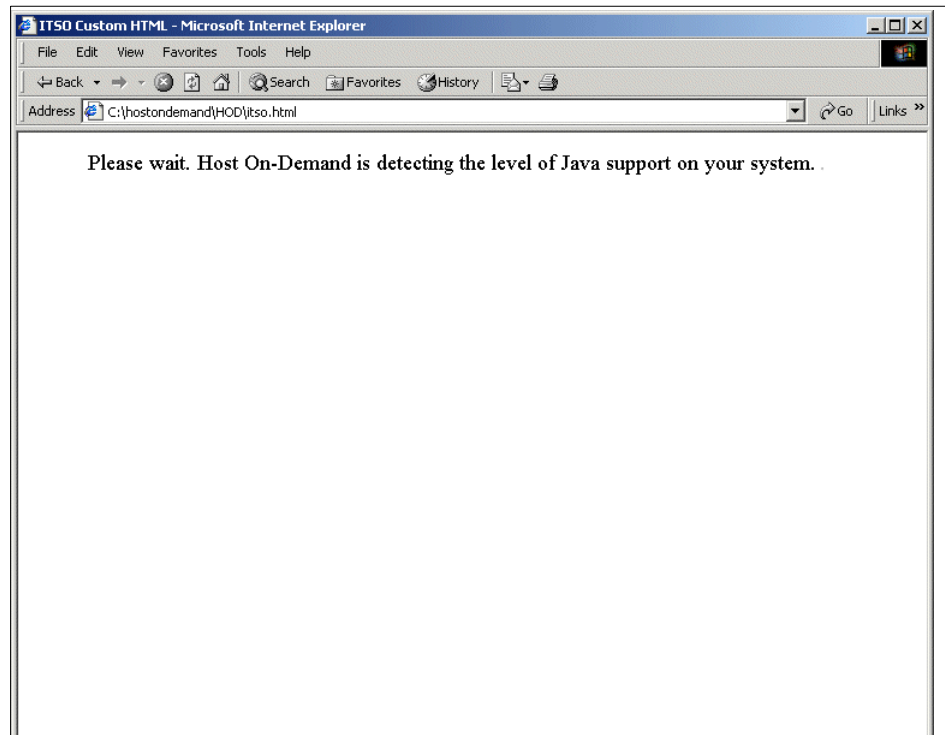 ITSO Custom HTML - Microsoft Internet Explorer
File Edit View Favorites Tools Help
Back Search Favorites History
Address C:\hostondemand\HOD\itso.html Go Links »
Please wait. Host On-Demand is detecting the level of Java support on your system. .